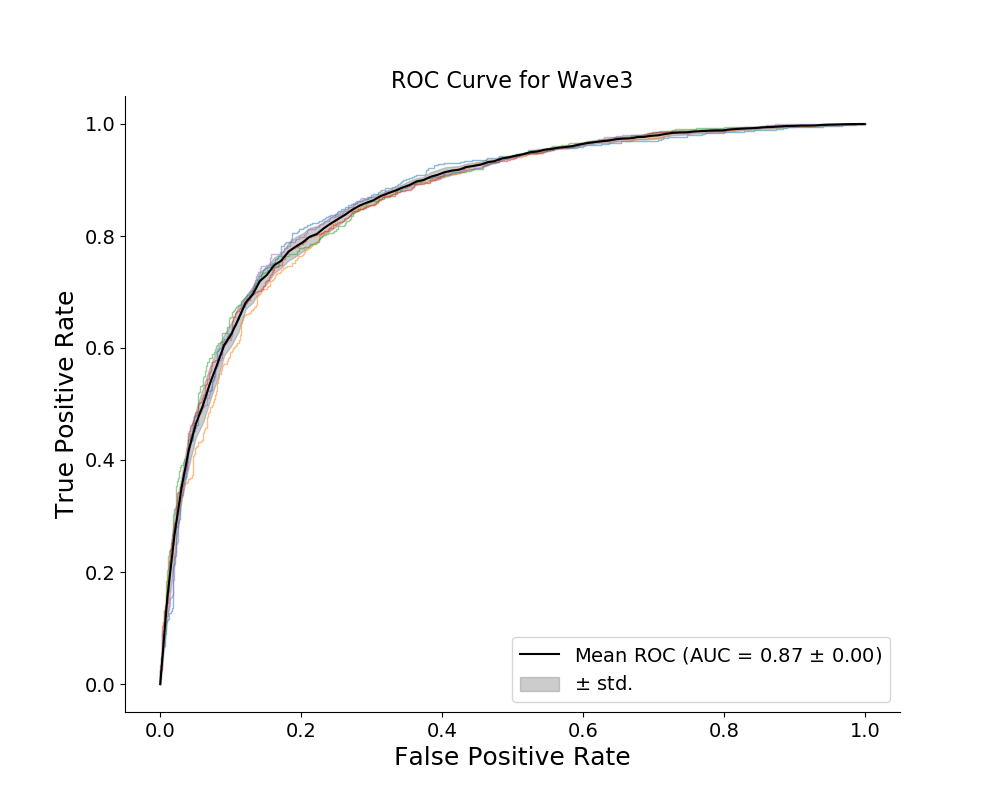 ROC Curve for Wave3
True Positive Rate
1.0
0.8
0.6
0.4
0.2
0.0
Mean ROC (AUC = 0.87 ± 0.00)
± std.
0.0 0.2 0.4 0.6 0.8 1.0
False Positive Rate